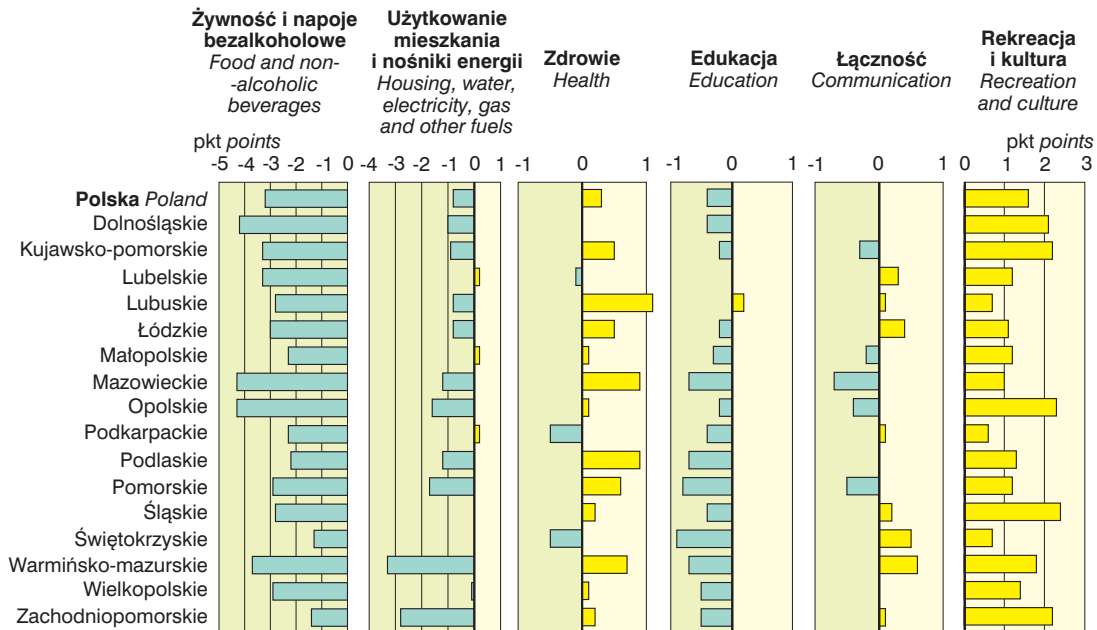 Żywność i napoje
bezalkoholowe
Food and non-
-alcoholic
beverages
Użytkowanie
mieszkania
i nośniki energii
Housing, water,
electricity, gas
and other fuels
Zdrowie
Health
Edukacja
Education
Łączność
Communication
Rekreacja
i kultura
Recreation
and culture
pkt points
pkt points
-5 -4 -3 -2 -1 0
-4 -3 -2 -1 0 1
-1 0 1
-1 0 1
-1 0 1
0 1 2 3
Polska Poland
Dolnośląskie
Kujawsko-pomorskie
Lubelskie
Lubuskie
Łódzkie
Małopolskie
Mazowieckie
Opolskie
Podkarpackie
Podlaskie
Pomorskie
Śląskie
Świętokrzyskie
Warmińsko-mazurskie
Wielkopolskie
Zachodniopomorskie